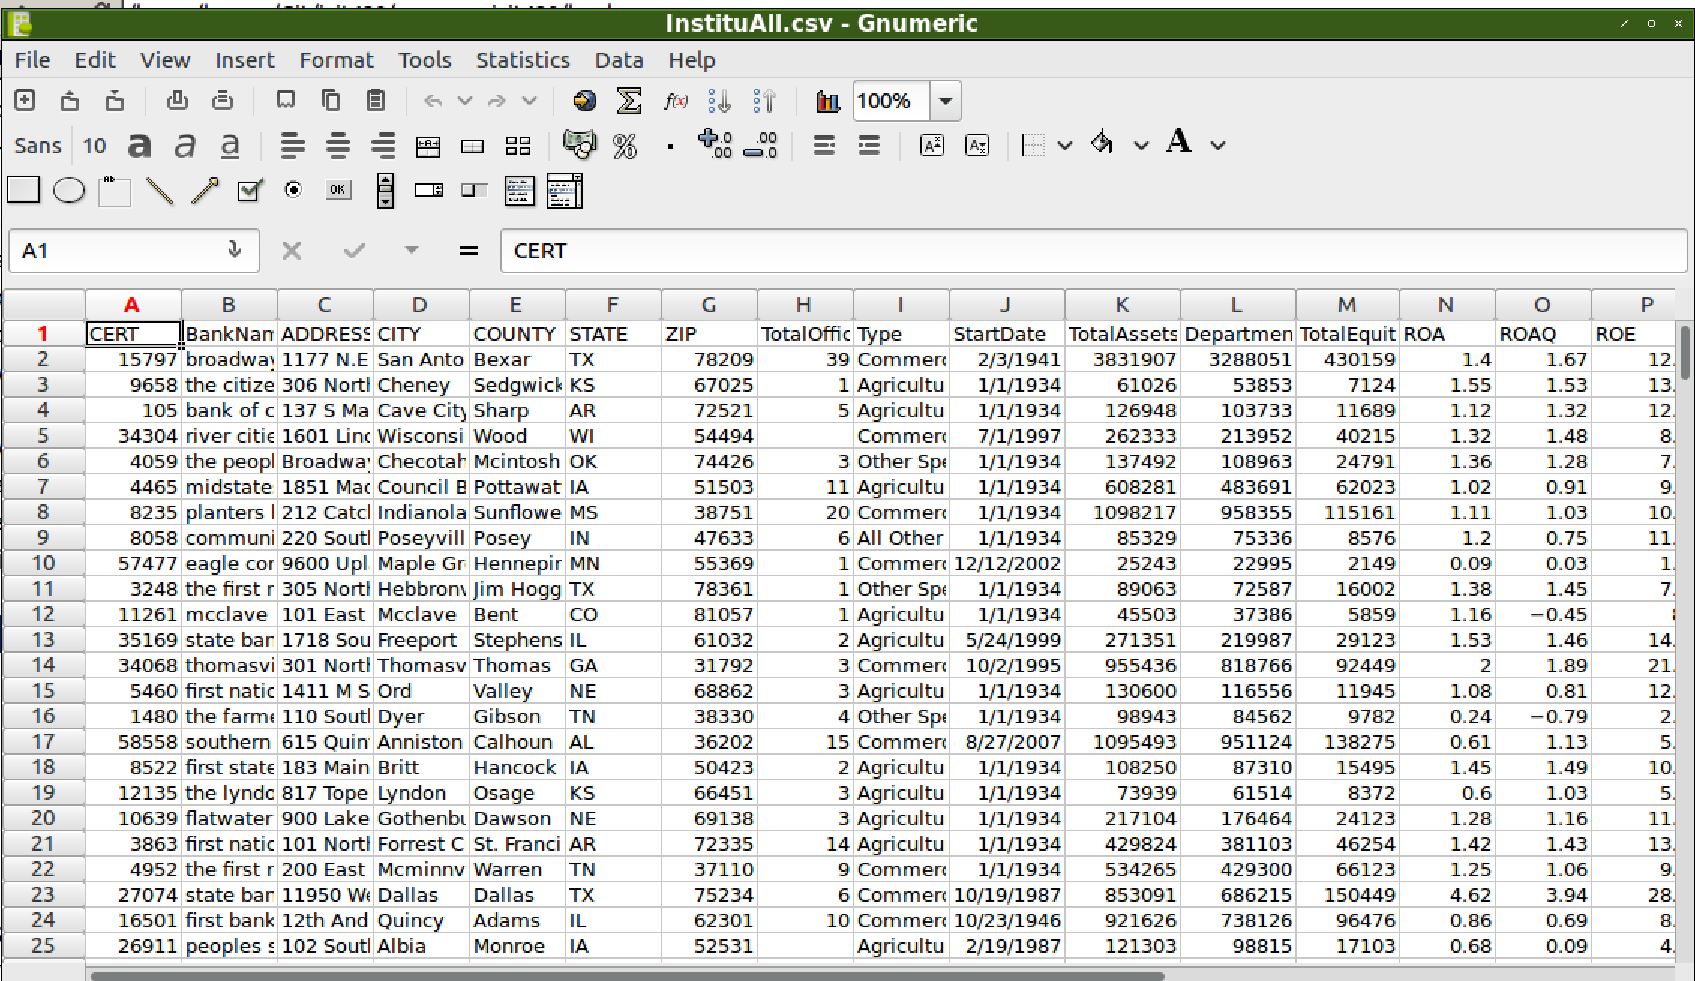 InstituAll.csv - Gnumeric
File Edit View Insert Format Tools Statistics Data Help
f(x) 100%
Sans 10 a a a % +.0 .00 .00 -.0 A A A
Ab OK
A1 = CERT
A B C D E F G H I J K L M N O P
1 CERT BankNam ADDRESS CITY COUNTY STATE ZIP TotalOffic Type StartDate TotalAssets Departmen TotalEquit ROA ROAQ ROE
2 15797 broadway 1177 N.E San Anto Bexar TX 78209 39 Commerc 2/3/1941 3831907 3288051 430159 1.4 1.67 12.
3 9658 the citize 306 North Cheney Sedgwick KS 67025 1 Agricultu 1/1/1934 61026 53853 7124 1.55 1.53 13.
4 105 bank of c 137 S Ma Cave City Sharp AR 72521 5 Agricultu 1/1/1934 126948 103733 11689 1.12 1.32 12.
5 34304 river citie 1601 Linc Wisconsi Wood WI 54494 Commerc 7/1/1997 262333 213952 40215 1.32 1.48 8.
6 4059 the peopl Broadway Checotah Mcintosh OK 74426 3 Other Spe 1/1/1934 137492 108963 24791 1.36 1.28 7.
7 4465 midstate 1851 Mad Council B Pottawat IA 51503 11 Agricultu 1/1/1934 608281 483691 62023 1.02 0.91 9.
8 8235 planters 212 Catch Indianola Sunflowe MS 38751 20 Commerc 1/1/1934 1098217 958355 115161 1.11 1.03 10.
9 8058 communi 220 South Poseyvill Posey IN 47633 6 All Other 1/1/1934 85329 75336 8576 1.2 0.75 11.
10 57477 eagle cor 9600 Upl Maple Gr Hennepin MN 55369 1 Commerc 12/12/2002 25243 22995 2149 0.09 0.03 1.
11 3248 the first r 305 North Hebbronv Jim Hogg TX 78361 1 Other Spe 1/1/1934 89063 72587 16002 1.38 1.45 7.
12 11261 mcclave 101 East Mcclave Bent CO 81057 1 Agricultu 1/1/1934 45503 37386 5859 1.16 −0.45
13 35169 state ban 1718 Sou Freeport Stephens IL 61032 2 Agricultu 5/24/1999 271351 219987 29123 1.53 1.46 14.
14 34068 thomasvi 301 North Thomasv Thomas GA 31792 3 Commerc 10/2/1995 955436 818766 92449 2 1.89 21.
15 5460 first natic 1411 M S Ord Valley NE 68862 3 Agricultu 1/1/1934 130600 116556 11945 1.08 0.81 12.
16 1480 the farme 110 South Dyer Gibson TN 38330 4 Other Spe 1/1/1934 98943 84562 9782 0.24 −0.79 2.
17 58558 southern 615 Quin Anniston Calhoun AL 36202 15 Commerc 8/27/2007 1095493 951124 138275 0.61 1.13 5.
18 8522 first state 183 Main Britt Hancock IA 50423 2 Agricultu 1/1/1934 108250 87310 15495 1.45 1.49 10.
19 12135 the lyndo 817 Tope Lyndon Osage KS 66451 3 Agricultu 1/1/1934 73939 61514 8372 0.6 1.03 5.
20 10639 flatwater 900 Lake Gothenbu Dawson NE 69138 3 Agricultu 1/1/1934 217104 176464 24123 1.28 1.16 11.
21 3863 first natic 101 North Forrest C St. Franci AR 72335 14 Agricultu 1/1/1934 429824 381103 46254 1.42 1.43 13.
22 4952 the first r 200 East Mcminnv Warren TN 37110 9 Commerc 1/1/1934 534265 429300 66123 1.25 1.06 9.
23 27074 state ban 11950 We Dallas Dallas TX 75234 6 Commerc 10/19/1987 853091 686215 150449 4.62 3.94 28.
24 16501 first bank 12th And Quincy Adams IL 62301 10 Commerc 10/23/1946 921626 738126 96476 0.86 0.69 8.
25 26911 peoples s 102 South Albia Monroe IA 52531 Agricultu 2/19/1987 121303 98815 17103 0.68 0.09 4.